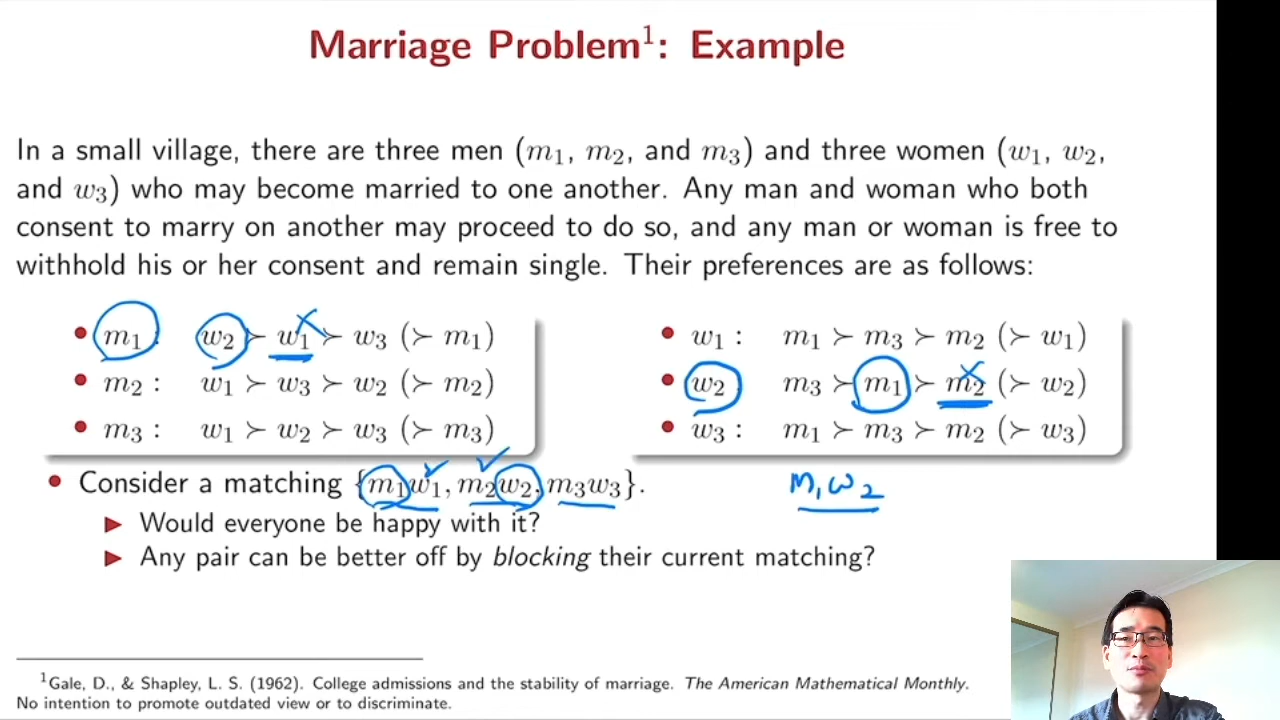 Marriage Problem¹: Example
In a small village, there are three men (m₁, m₂, and m₃) and three women (w₁, w₂,
and w₃) who may become married to one another. Any man and woman who both
consent to marry on another may proceed to do so, and any man or woman is free to
withhold his or her consent and remain single. Their preferences are as follows:
• m₁ : w₂ ≻ w₁ ≻ w₃ (≻ m₁)
• m₂ : w₁ ≻ w₃ ≻ w₂ (≻ m₂)
• m₃ : w₁ ≻ w₂ ≻ w₃ (≻ m₃)
• w₁ : m₁ ≻ m₃ ≻ m₂ (≻ w₁)
• w₂ : m₃ ≻ m₁ ≻ m₂ (≻ w₂)
• w₃ : m₁ ≻ m₃ ≻ m₂ (≻ w₃)
• Consider a matching {m₁w₁, m₂w₂, m₃w₃}.
m₁w₂
▶ Would everyone be happy with it?
▶ Any pair can be better off by blocking their current matching?
¹Gale, D., & Shapley, L. S. (1962). College admissions and the stability of marriage. The American Mathematical Monthly.
No intention to promote outdated view or to discriminate.